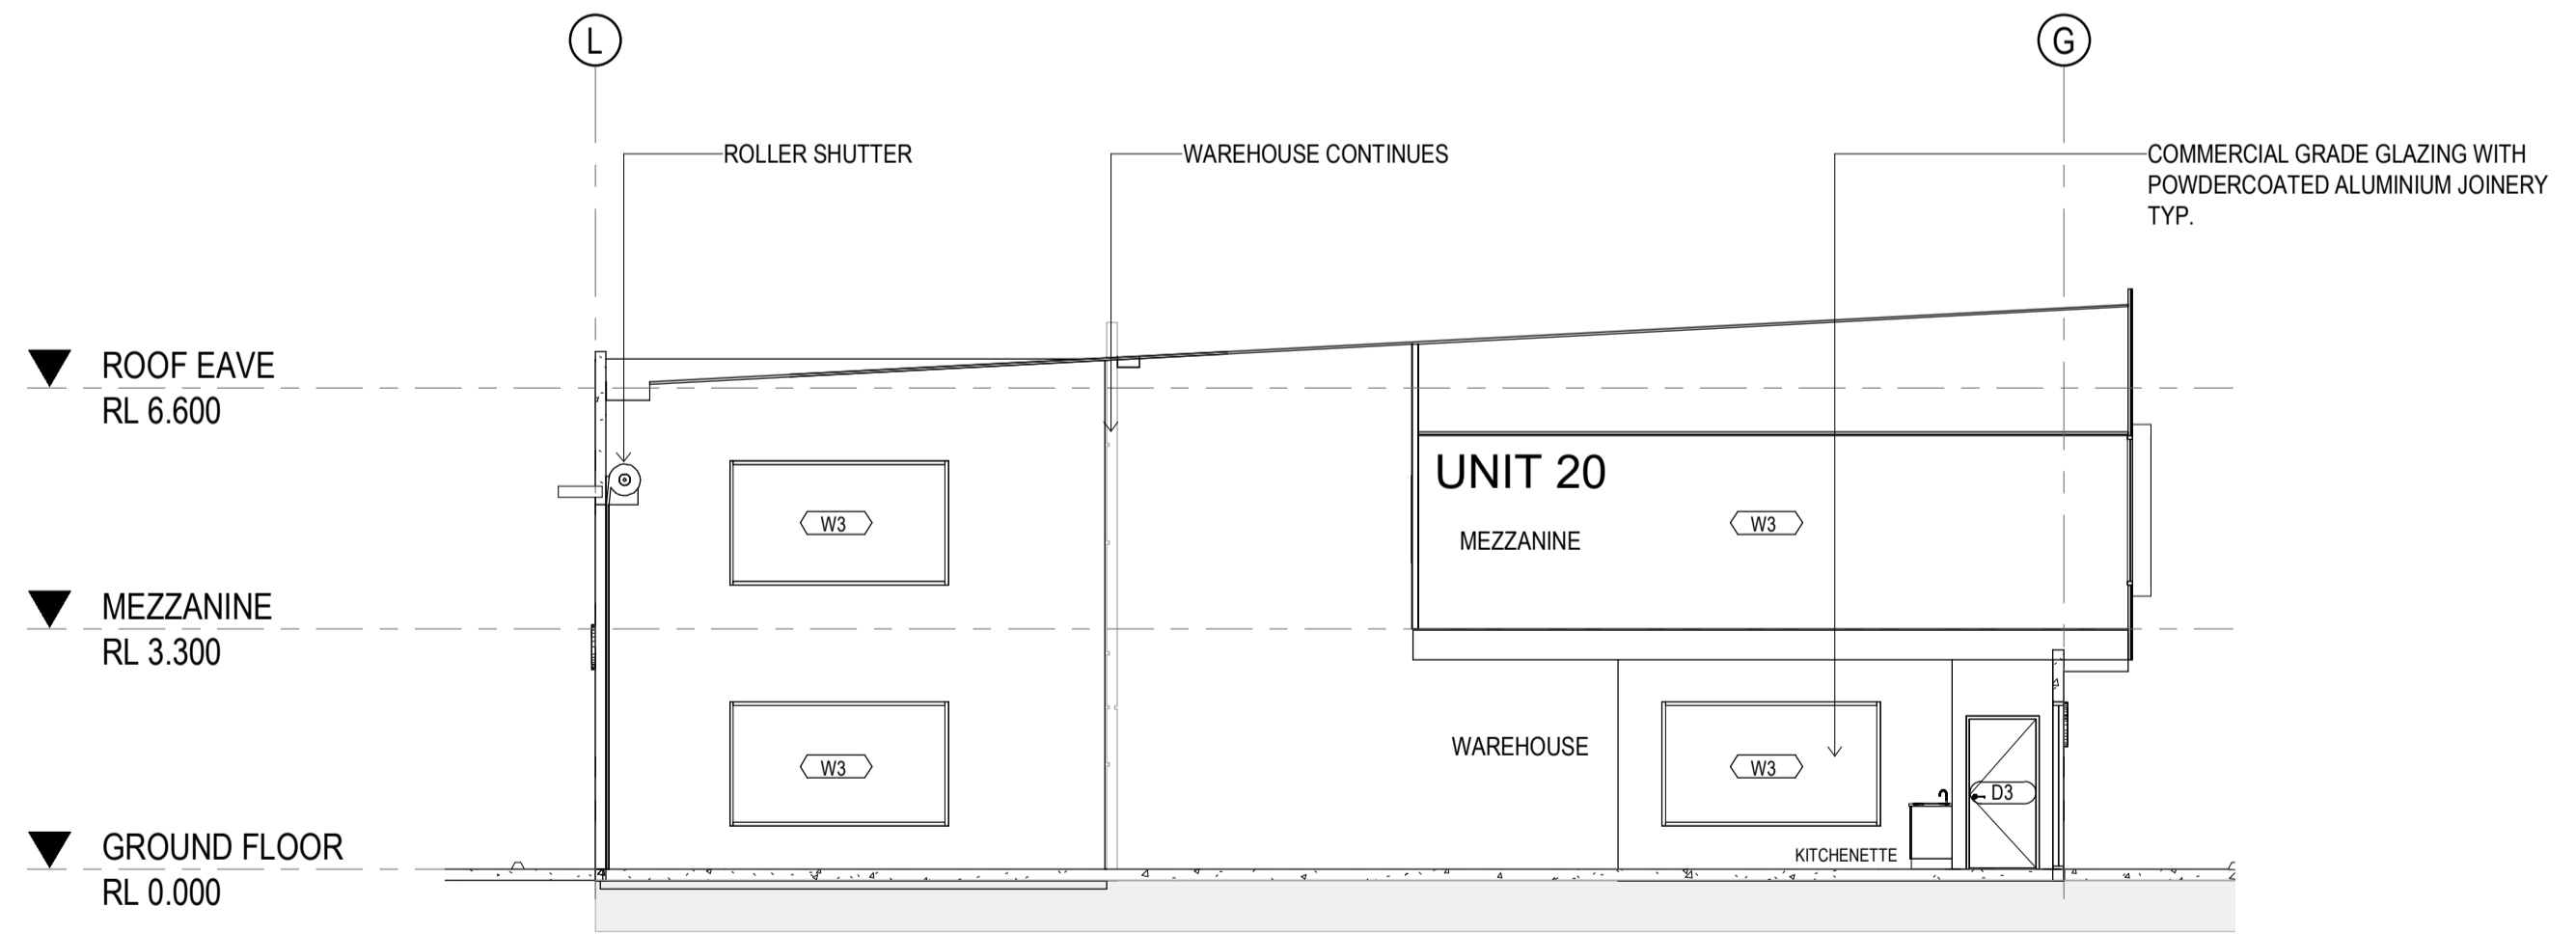 L
G
ROLLER SHUTTER
WAREHOUSE CONTINUES
COMMERCIAL GRADE GLAZING WITH
POWDERCOATED ALUMINIUM JOINERY
TYP.
ROOF EAVE
RL 6.600
UNIT 20
W3
W3
MEZZANINE
MEZZANINE
RL 3.300
WAREHOUSE
W3
W3
D3
KITCHENETTE
GROUND FLOOR
RL 0.000